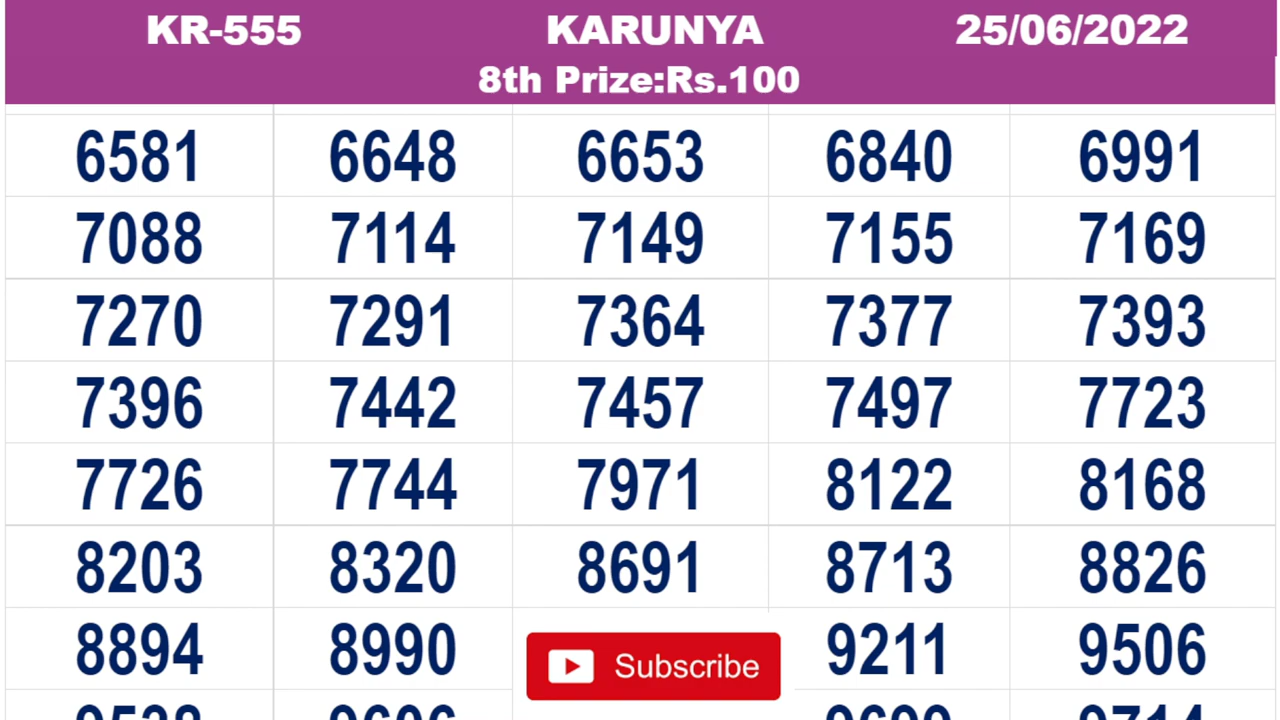 KR-555 KARUNYA 25/06/2022
8th Prize:Rs.100
6581 6648 6653 6840 6991
7088 7114 7149 7155 7169
7270 7291 7364 7377 7393
7396 7442 7457 7497 7723
7726 7744 7971 8122 8168
8203 8320 8691 8713 8826
8894 8990 Subscribe 9211 9506